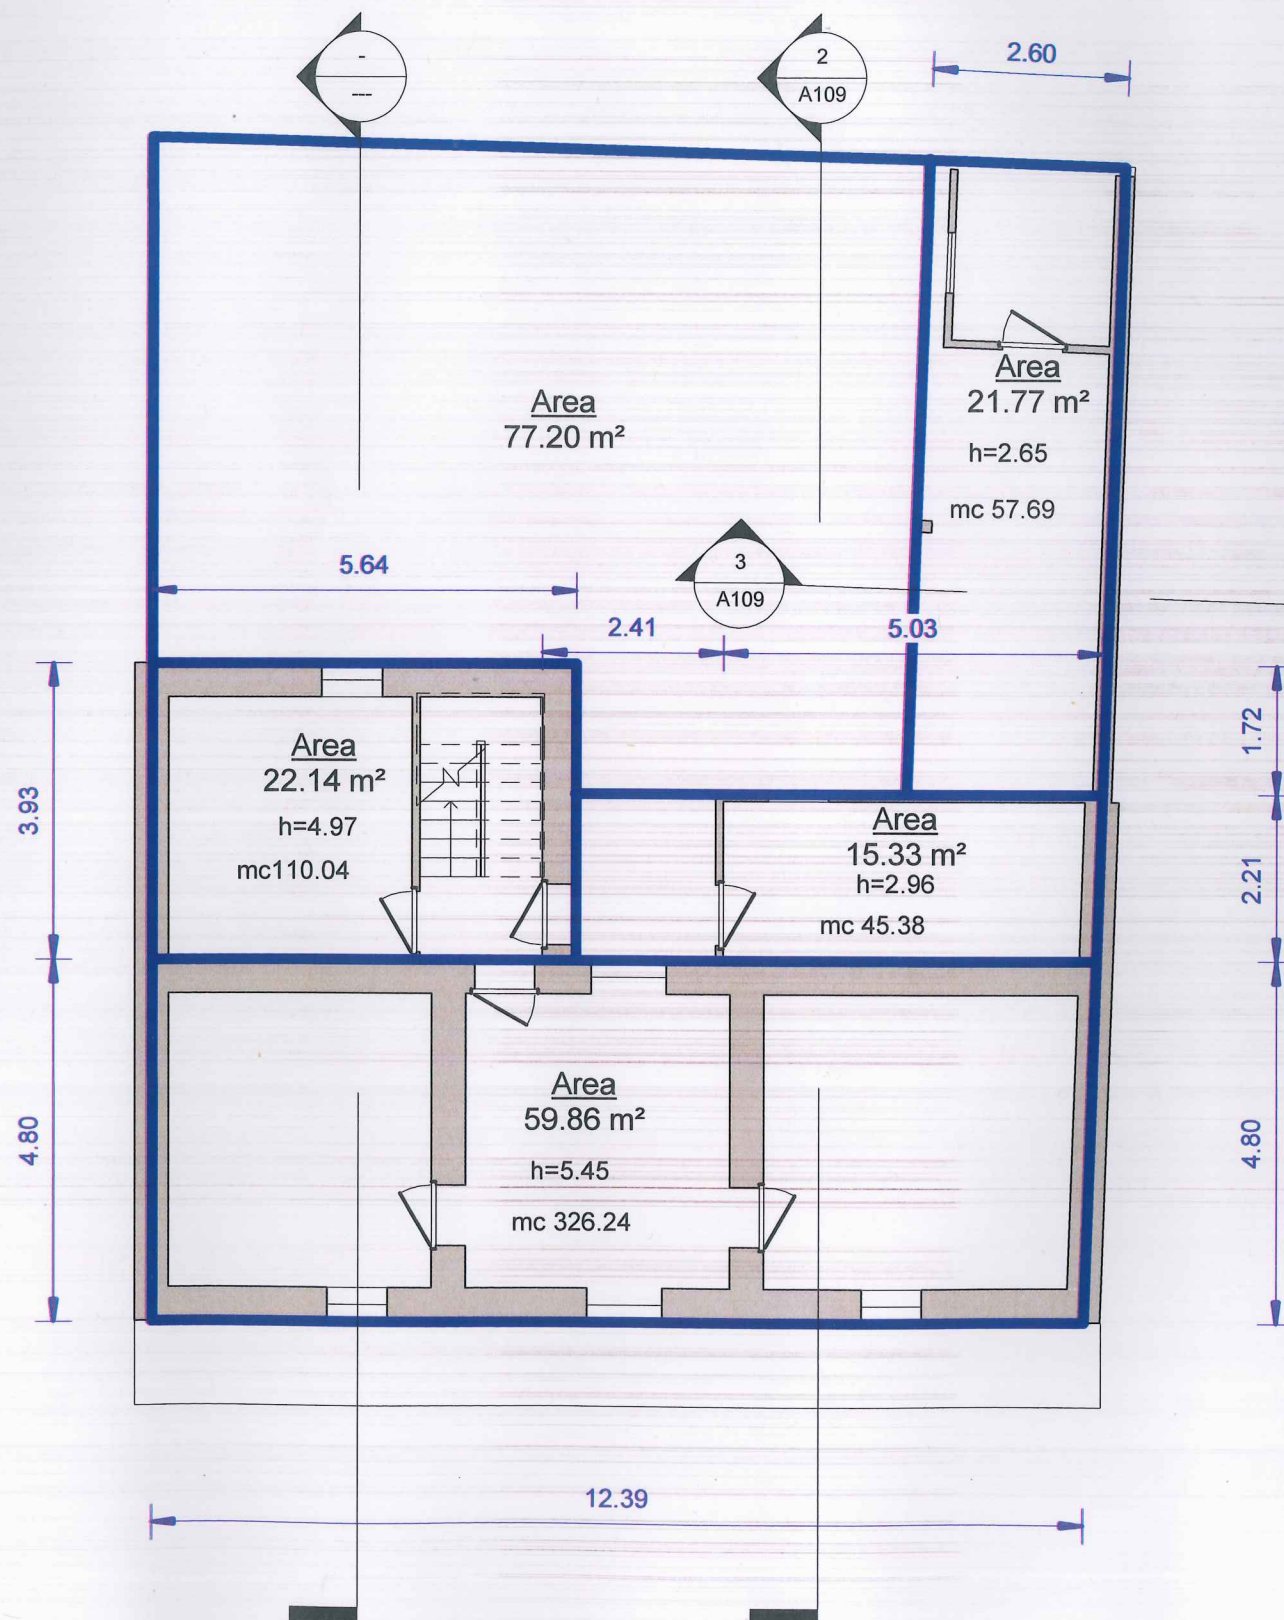 -
---
2
A109
2.60
Area
77.20 m²
Area
21.77 m²
h=2.65
mc 57.69
5.64
3
A109
2.41
5.03
1.72
3.93
Area
22.14 m²
h=4.97
mc110.04
Area
15.33 m²
h=2.96
mc 45.38
2.21
4.80
Area
59.86 m²
h=5.45
mc 326.24
4.80
12.39